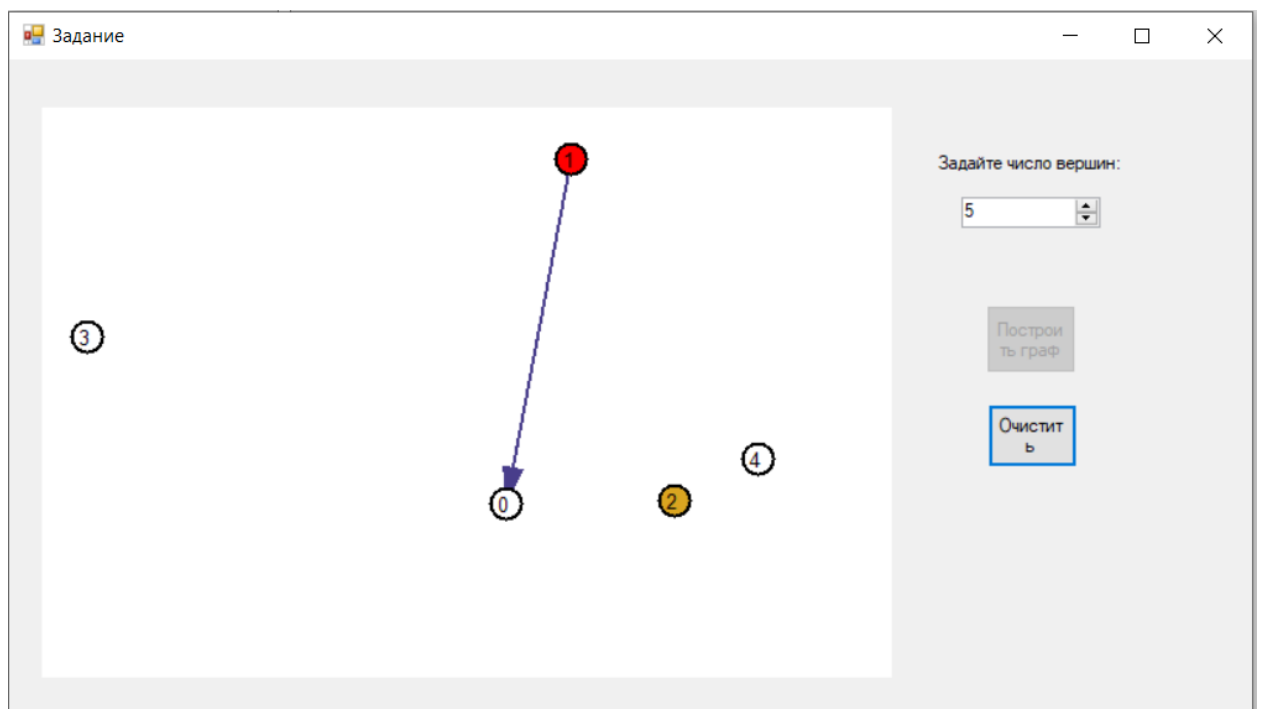 Задание
1
Задайте число вершин:
5
3
Построи
ть граф
Очистит
ь
4
2
0